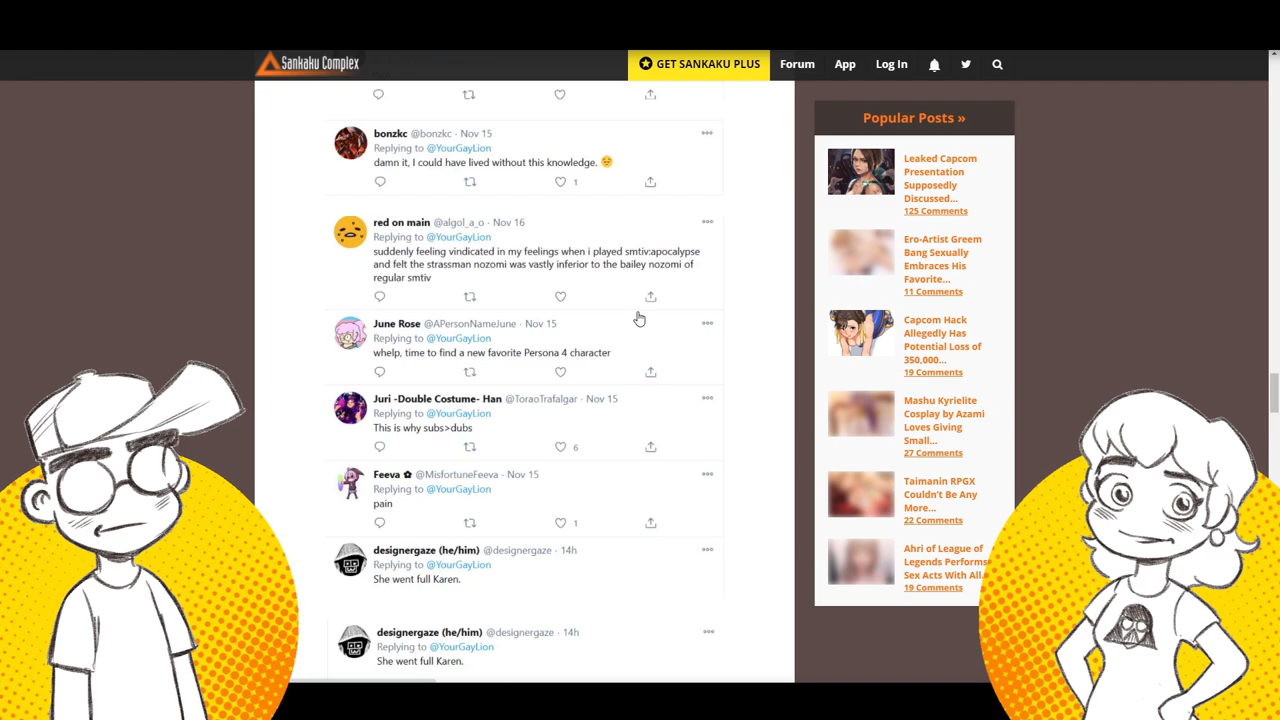 Sankaku Complex
GET SANKAKU PLUS
Forum
App
Log In
bonzkc @bonzkc · Nov 15
Replying to @YourGayLion
damn it, I could have lived without this knowledge. 😔
1
red on main @algol_a_o · Nov 16
Replying to @YourGayLion
suddenly feeling vindicated in my feelings when i played smtiv:apocalypse
and felt the strassman nozomi was vastly inferior to the bailey nozomi of
regular smtiv
June Rose @APersonNameJune · Nov 15
Replying to @YourGayLion
whelp, time to find a new favorite Persona 4 character
Juri -Double Costume- Han @ToraoTrafalgar · Nov 15
Replying to @YourGayLion
This is why subs>dubs
6
Feeva ✿ @MisfortuneFeeva · Nov 15
Replying to @YourGayLion
pain
1
designergaze (he/him) @designergaze · 14h
Replying to @YourGayLion
She went full Karen.
designergaze (he/him) @designergaze · 14h
Replying to @YourGayLion
She went full Karen.
Popular Posts »
Leaked Capcom
Presentation
Supposedly
Discussed...
125 Comments
Ero-Artist Greem
Bang Sexually
Embraces His
Favorite...
11 Comments
Capcom Hack
Allegedly Has
Potential Loss of
350,000...
19 Comments
Mashu Kyrielite
Cosplay by Azami
Loves Giving
Small...
27 Comments
Taimanin RPGX
Couldn't Be Any
More...
22 Comments
Ahri of League of
Legends Performs
Sex Acts With All...
19 Comments